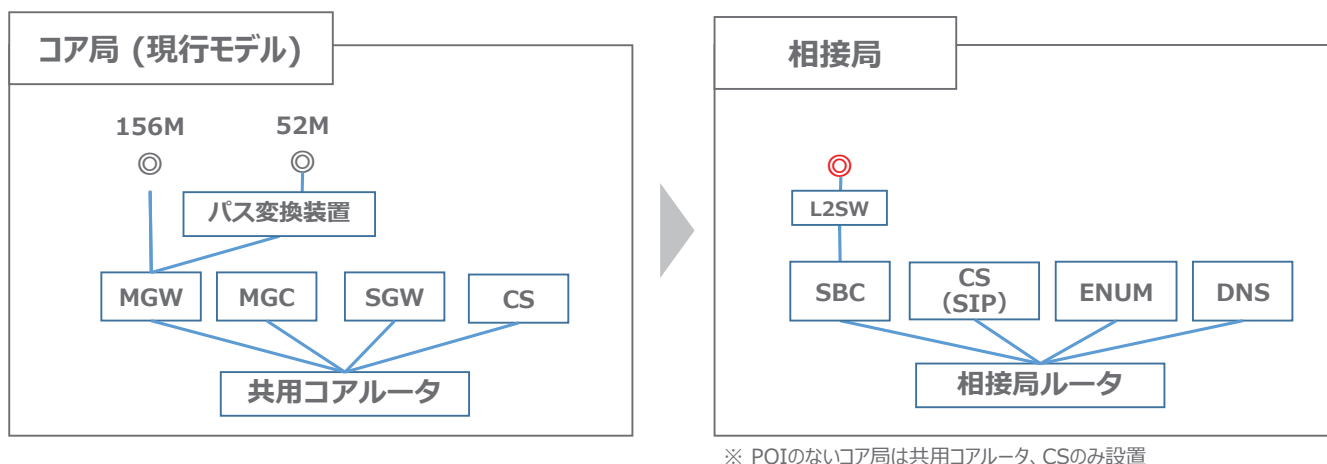 コア局 (現行モデル)
156M
52M
パス変換装置
MGW
MGC
SGW
CS
共用コアルータ
相接局
L2SW
SBC
CS
(SIP)
ENUM
DNS
相接局ルータ
※ POIのないコア局は共用コアルータ、CSのみ設置